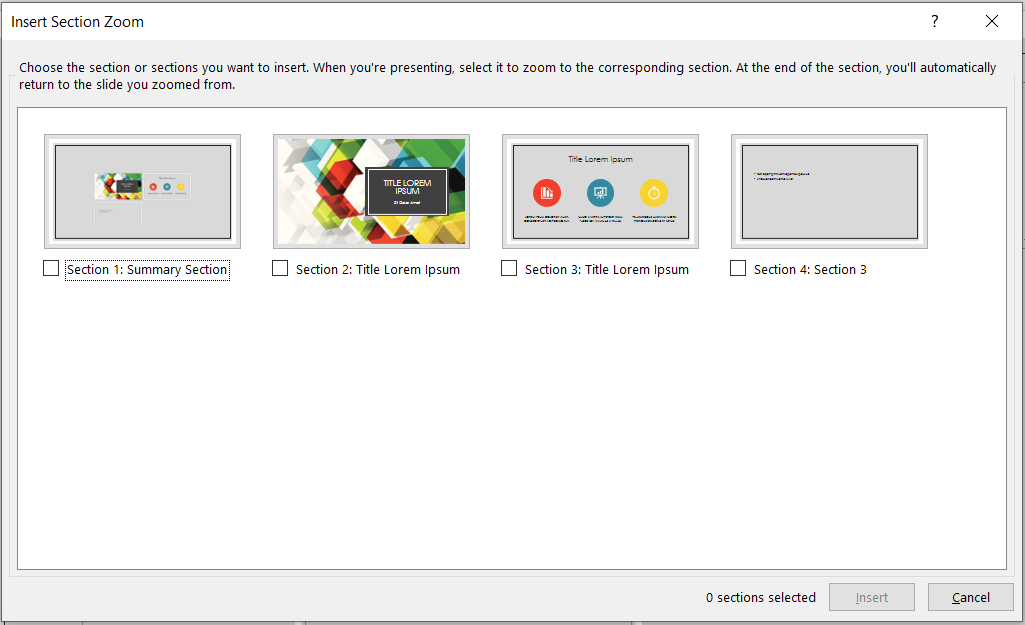 Insert Section Zoom
?
Choose the section or sections you want to insert. When you're presenting, select it to zoom to the corresponding section. At the end of the section, you'll automatically
return to the slide you zoomed from.
TITLE LOREM
IPSUM
Sit Dolor Amet
Title Lorem Ipsum
Section 1: Summary Section
Section 2: Title Lorem Ipsum
Section 3: Title Lorem Ipsum
Section 4: Section 3
0 sections selected
Insert
Cancel